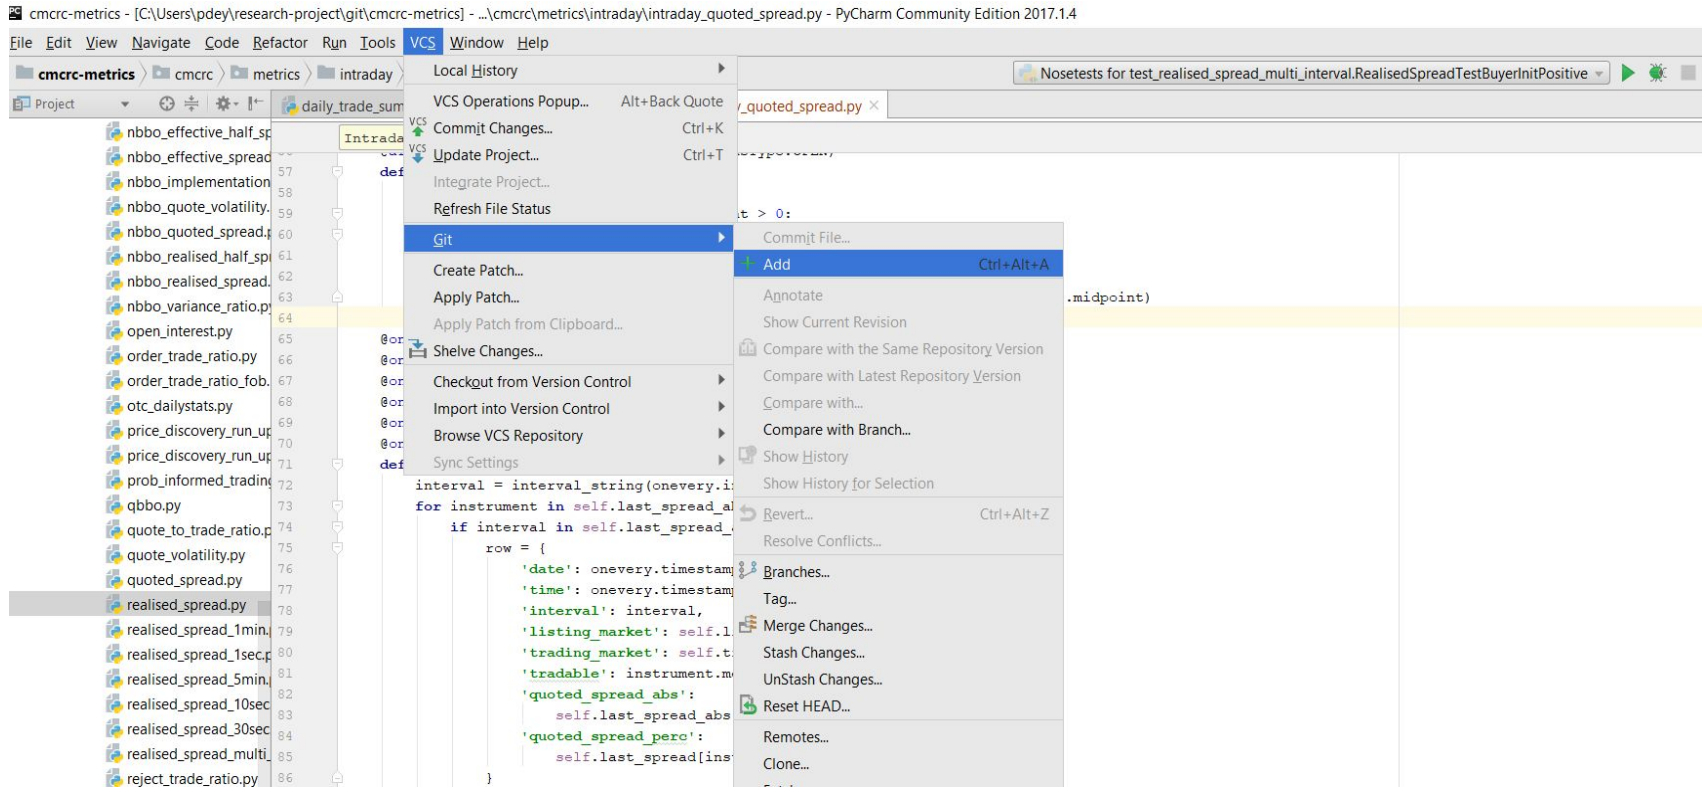 cmcrc-metrics - [C:\Users\pdey\research-project\git\cmcrc-metrics] - ...\cmcrc\metrics\intraday\intraday_quoted_spread.py - PyCharm Community Edition 2017.1.4
File Edit View Navigate Code Refactor Run Tools VCS Window Help
cmcrc-metrics cmcrc metrics intraday
Nosetests for test_realised_spread_multi_interval.RealisedSpreadTestBuyerInitPositive
Project
daily_trade_sum
_quoted_spread.py
Intrada
nbbo_effective_half_sp
nbbo_effective_spread
nbbo_implementation
nbbo_quote_volatility.
nbbo_quoted_spread.p
nbbo_realised_half_spr
nbbo_realised_spread.
nbbo_variance_ratio.py
open_interest.py
order_trade_ratio.py
order_trade_ratio_fob.
otc_dailystats.py
price_discovery_run_up
price_discovery_run_up
prob_informed_trading
qbbo.py
quote_to_trade_ratio.p
quote_volatility.py
quoted_spread.py
realised_spread.py
realised_spread_1min.
realised_spread_1sec.p
realised_spread_5min.
realised_spread_10sec
realised_spread_30sec
realised_spread_multi_
reject_trade_ratio.py
Local History
VCS Operations Popup... Alt+Back Quote
VCS Commit Changes... Ctrl+K
VCS Update Project... Ctrl+T
Integrate Project...
Refresh File Status
Git
Create Patch...
Apply Patch...
Apply Patch from Clipboard...
Shelve Changes...
Checkout from Version Control
Import into Version Control
Browse VCS Repository
Sync Settings
Commit File...
Add Ctrl+Alt+A
Annotate
Show Current Revision
Compare with the Same Repository Version
Compare with Latest Repository Version
Compare with...
Compare with Branch...
Show History
Show History for Selection
Revert... Ctrl+Alt+Z
Resolve Conflicts...
Branches...
Tag...
Merge Changes...
Stash Changes...
UnStash Changes...
Reset HEAD...
Remotes...
Clone...
57 def
58
59 t > 0:
60
61
62
63 .midpoint)
64
65 @or
66 @or
67 @or
68 @or
69 @or
70 @or
71 def
72 interval = interval_string(onevery.i
73 for instrument in self.last_spread_a
74 if interval in self.last_spread_
75 row = {
76 'date': onevery.timestam
77 'time': onevery.timestam
78 'interval': interval,
79 'listing_market': self.l
80 'trading_market': self.t
81 'tradable': instrument.m
82 'quoted_spread_abs':
83 self.last_spread_abs
84 'quoted_spread_perc':
85 self.last_spread[ins
86 }